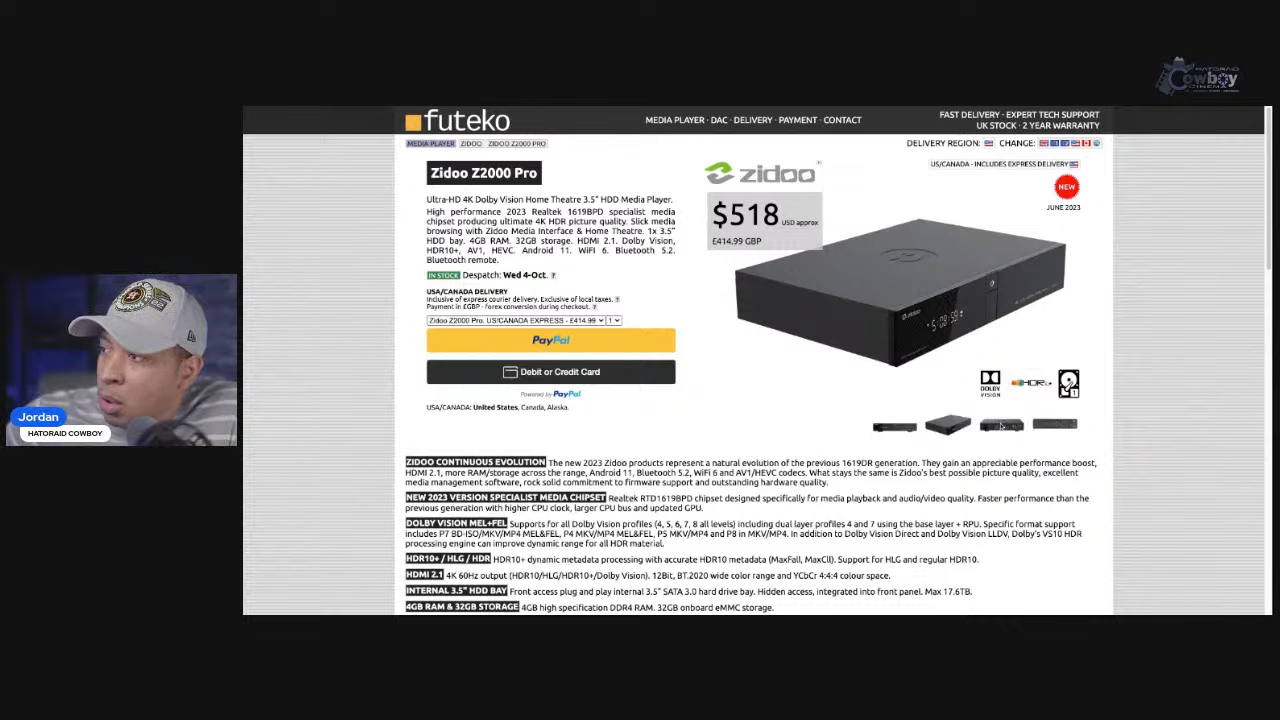 HATORAID
Cowboy
CINEMA
futeko
MEDIA PLAYER · DAC · DELIVERY · PAYMENT · CONTACT
FAST DELIVERY · EXPERT TECH SUPPORT
UK STOCK · 2 YEAR WARRANTY
MEDIA PLAYER ZIDOO ZIDOO Z2000 PRO
DELIVERY REGION: CHANGE:
Zidoo Z2000 Pro
zidoo
US/CANADA - INCLUDES EXPRESS DELIVERY
NEW
JUNE 2023
Ultra-HD 4K Dolby Vision Home Theatre 3.5" HDD Media Player.
High performance 2023 Realtek 1619BPD specialist media
chipset producing ultimate 4K HDR picture quality. Slick media
browsing with Zidoo Media Interface & Home Theatre. 1x 3.5"
HDD bay. 4GB RAM. 32GB storage. HDMI 2.1. Dolby Vision,
HDR10+, AV1, HEVC. Android 11. WiFI 6. Bluetooth 5.2.
Bluetooth remote.
$518 USD approx
£414.99 GBP
IN STOCK Despatch: Wed 4-Oct. ?
USA/CANADA DELIVERY
Inclusive of express courier delivery. Exclusive of local taxes. ?
Payment in £GBP - forex conversion during checkout. ?
Zidoo Z2000 Pro. US/CANADA EXPRESS - £414.99 1
PayPal
Debit or Credit Card
Powered by PayPal
USA/CANADA: United States, Canada, Alaska.
zidoo
5:08:59
DOLBY
VISION
HDR
1
Jordan
HATORAID COWBOY
ZIDOO CONTINUOUS EVOLUTION The new 2023 Zidoo products represent a natural evolution of the previous 1619DR generation. They gain an appreciable performance boost,
HDMI 2.1, more RAM/storage across the range, Android 11, Bluetooth 5.2, WiFi 6 and AV1/HEVC codecs. What stays the same is Zidoo's best possible picture quality, excellent
media management software, rock solid commitment to firmware support and outstanding hardware quality.
NEW 2023 VERSION SPECIALIST MEDIA CHIPSET Realtek RTD1619BPD chipset designed specifically for media playback and audio/video quality. Faster performance than the
previous generation with higher CPU clock, larger CPU bus and updated GPU.
DOLBY VISION MEL+FEL Supports for all Dolby Vision profiles (4, 5, 6, 7, 8 all levels) including dual layer profiles 4 and 7 using the base layer + RPU. Specific format support
includes P7 BD-ISO/MKV/MP4 MEL&FEL, P4 MKV/MP4 MEL&FEL, P5 MKV/MP4 and P8 in MKV/MP4. In addition to Dolby Vision Direct and Dolby Vision LLDV, Dolby's VS10 HDR
processing engine can improve dynamic range for all HDR material.
HDR10+ / HLG / HDR HDR10+ dynamic metadata processing with accurate HDR10 metadata (MaxFall, MaxCll). Support for HLG and regular HDR10.
HDMI 2.1 4K 60Hz output (HDR10/HLG/HDR10+/Dolby Vision). 12Bit, BT.2020 wide color range and YCbCr 4:4:4 colour space.
INTERNAL 3.5" HDD BAY Front access plug and play internal 3.5" SATA 3.0 hard drive bay. Hidden access, integrated into front panel. Max 17.6TB.
4GB RAM & 32GB STORAGE 4GB high specification DDR4 RAM. 32GB onboard eMMC storage.